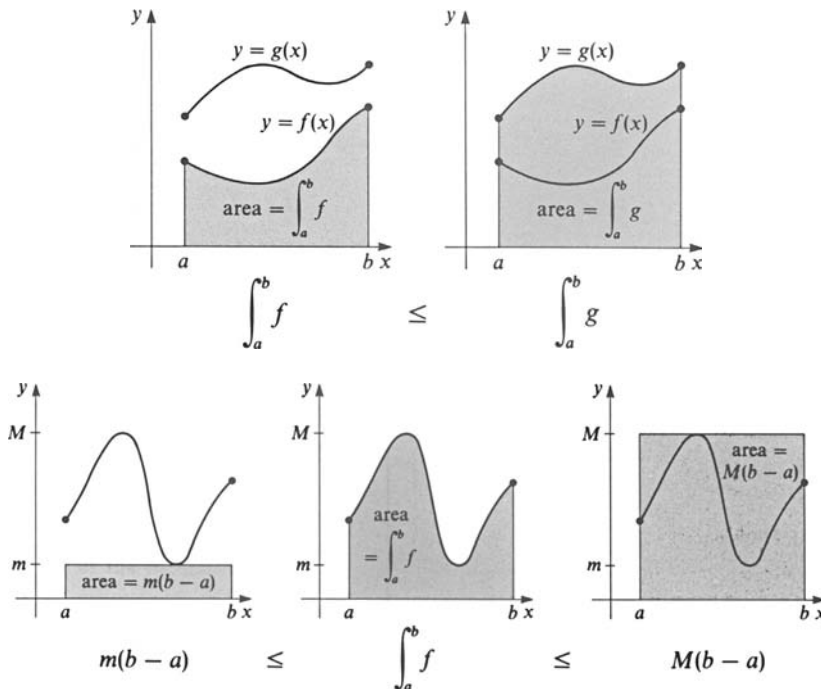 y y
y = g(x) y = g(x)
y = f(x) y = f(x)
area = ∫_a^b f area = ∫_a^b g
a b x a b x
∫_a^b f ≤ ∫_a^b g
y y y
M M M
area = M(b − a)
area = ∫_a^b f
m m m
area = m(b − a)
a b x a b x a b x
m(b − a) ≤ ∫_a^b f ≤ M(b − a)